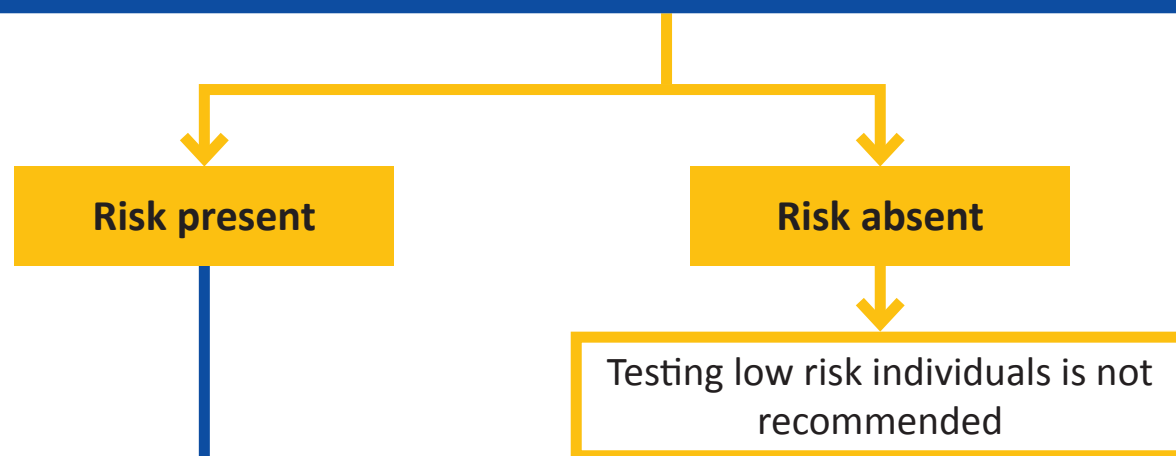 Risk present
Risk absent
Testing low risk individuals is not
recommended